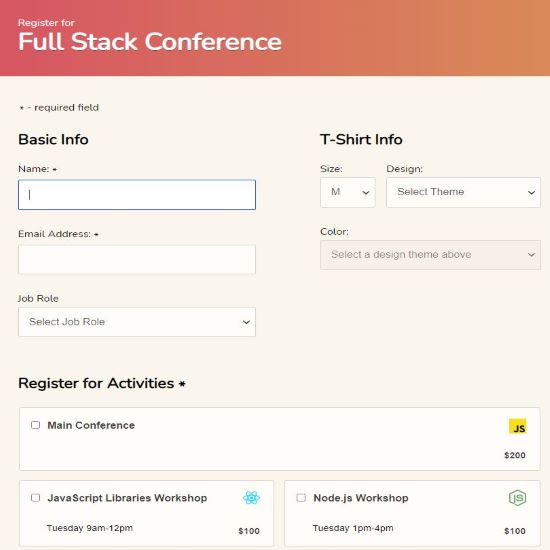 Register for
Full Stack Conference
* - required field
Basic Info
Name: *
Email Address: *
Job Role
Select Job Role
T-Shirt Info
Size:
M
Design:
Select Theme
Color:
Select a design theme above
Register for Activities *
Main Conference
JS
$200
JavaScript Libraries Workshop
Tuesday 9am-12pm
$100
Node.js Workshop
JS
Tuesday 1pm-4pm
$100